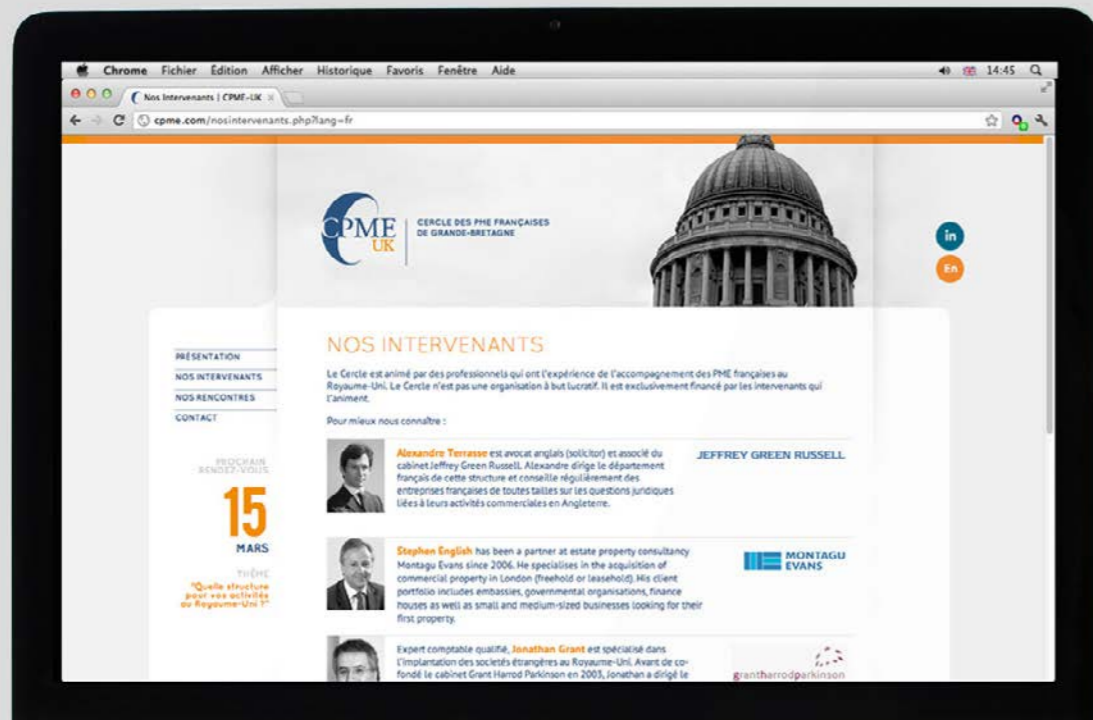 Chrome Fichier Édition Afficher Historique Favoris Fenêtre Aide 14:45
Nos Intervenants | CPME-UK
cpme.com/nosintervenants.php?lang=fr
CPME
UK
CERCLE DES PME FRANÇAISES
DE GRANDE-BRETAGNE
in
En
PRÉSENTATION
NOS INTERVENANTS
NOS RENCONTRES
CONTACT
PROCHAIN
RENDEZ-VOUS
15
MARS
THÈME
"Quelle structure
pour vos activités
au Royaume-Uni ?"
NOS INTERVENANTS
Le Cercle est animé par des professionnels qui ont l'expérience de l'accompagnement des PME françaises au
Royaume-Uni. Le Cercle n'est pas une organisation à but lucratif. Il est exclusivement financé par les intervenants qui
l'animent.
Pour mieux nous connaître :
Alexandre Terrasse est avocat anglais (solicitor) et associé du
cabinet Jeffrey Green Russell. Alexandre dirige le département
français de cette structure et conseille régulièrement des
entreprises françaises de toutes tailles sur les questions juridiques
liées à leurs activités commerciales en Angleterre.
JEFFREY GREEN RUSSELL
Stephen English has been a partner at estate property consultancy
Montagu Evans since 2006. He specialises in the acquisition of
commercial property in London (freehold or leasehold). His client
portfolio includes embassies, governmental organisations, finance
houses as well as small and medium-sized businesses looking for their
first property.
MONTAGU
EVANS
Expert comptable qualifié, Jonathan Grant est spécialisé dans
l'implantation des societés étrangères au Royaume-Uni. Avant de co-
fondé le cabinet Grant Harrod Parkinson en 2003, Jonathan a dirigé le
grantharrodparkinson